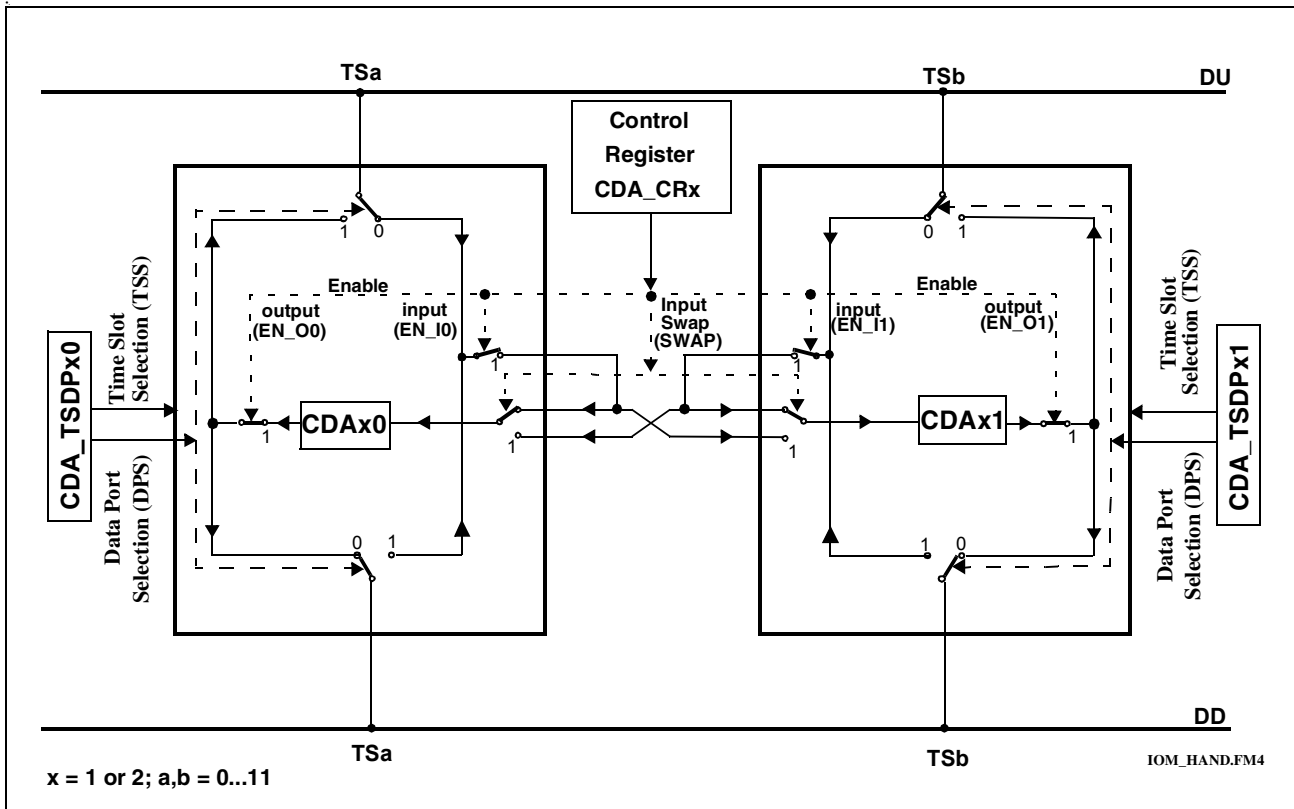 TSa
TSb
DU
Control
Register
CDA_CRx
1
0
0
1
Enable
Enable
output
(EN_O0)
input
(EN_I0)
Input
Swap
(SWAP)
input
(EN_I1)
output
(EN_O1)
CDA_TSDPx0
Time Slot
Selection (TSS)
Data Port
Selection (DPS)
Time Slot
Selection (TSS)
Data Port
Selection (DPS)
CDA_TSDPx1
1
1
1
CDAx0
1
1
CDAx1
1
0
1
1
0
DD
TSa
TSb
x = 1 or 2; a,b = 0...11
IOM_HAND.FM4